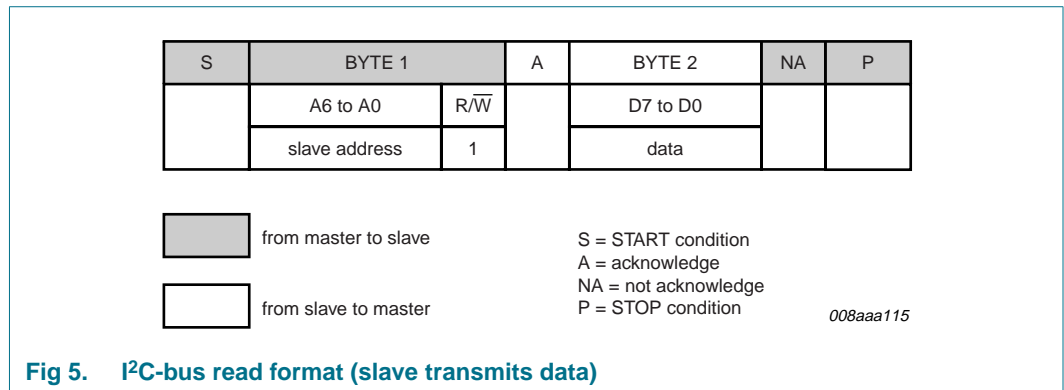 S BYTE 1 A BYTE 2 NA P
A6 to A0 R/W̅ D7 to D0
slave address 1 data
from master to slave
from slave to master
S = START condition
A = acknowledge
NA = not acknowledge
P = STOP condition
008aaa115
Fig 5. I²C-bus read format (slave transmits data)